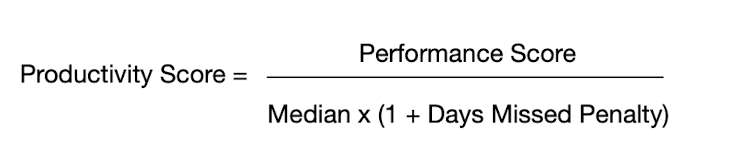 Performance Score
Productivity Score =
Median x (1 + Days Missed Penalty)